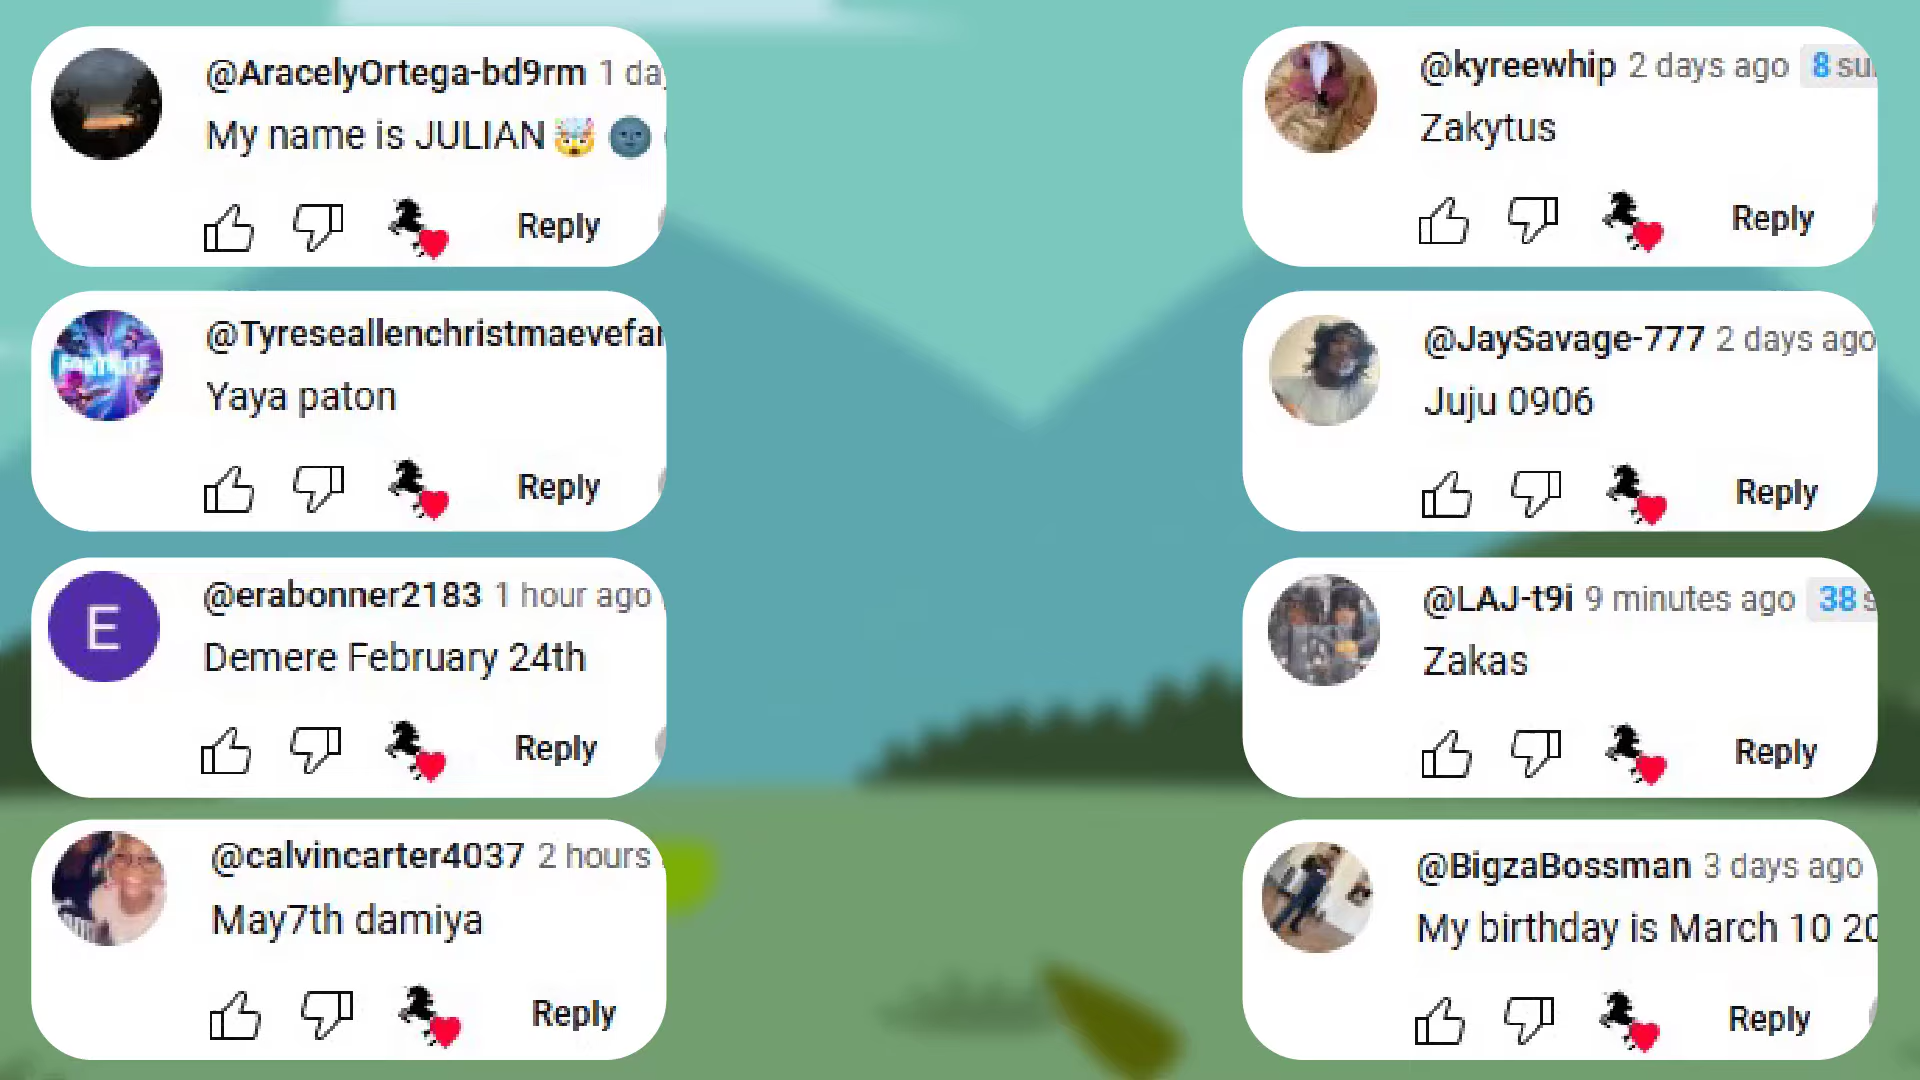 @AracelyOrtega-bd9rm 1 da
My name is JULIAN 🤯 🌚
Reply
@Tyreseallenchristmaevefa
Yaya paton
Reply
E
@erabonner2183 1 hour ago
Demere February 24th
Reply
@calvincarter4037 2 hours
May7th damiya
Reply
@kyreewhip 2 days ago 8 su
Zakytus
Reply
@JaySavage-777 2 days ago
Juju 0906
Reply
@LAJ-t9i 9 minutes ago 38 s
Zakas
Reply
@BigzaBossman 3 days ago
My birthday is March 10 20
Reply